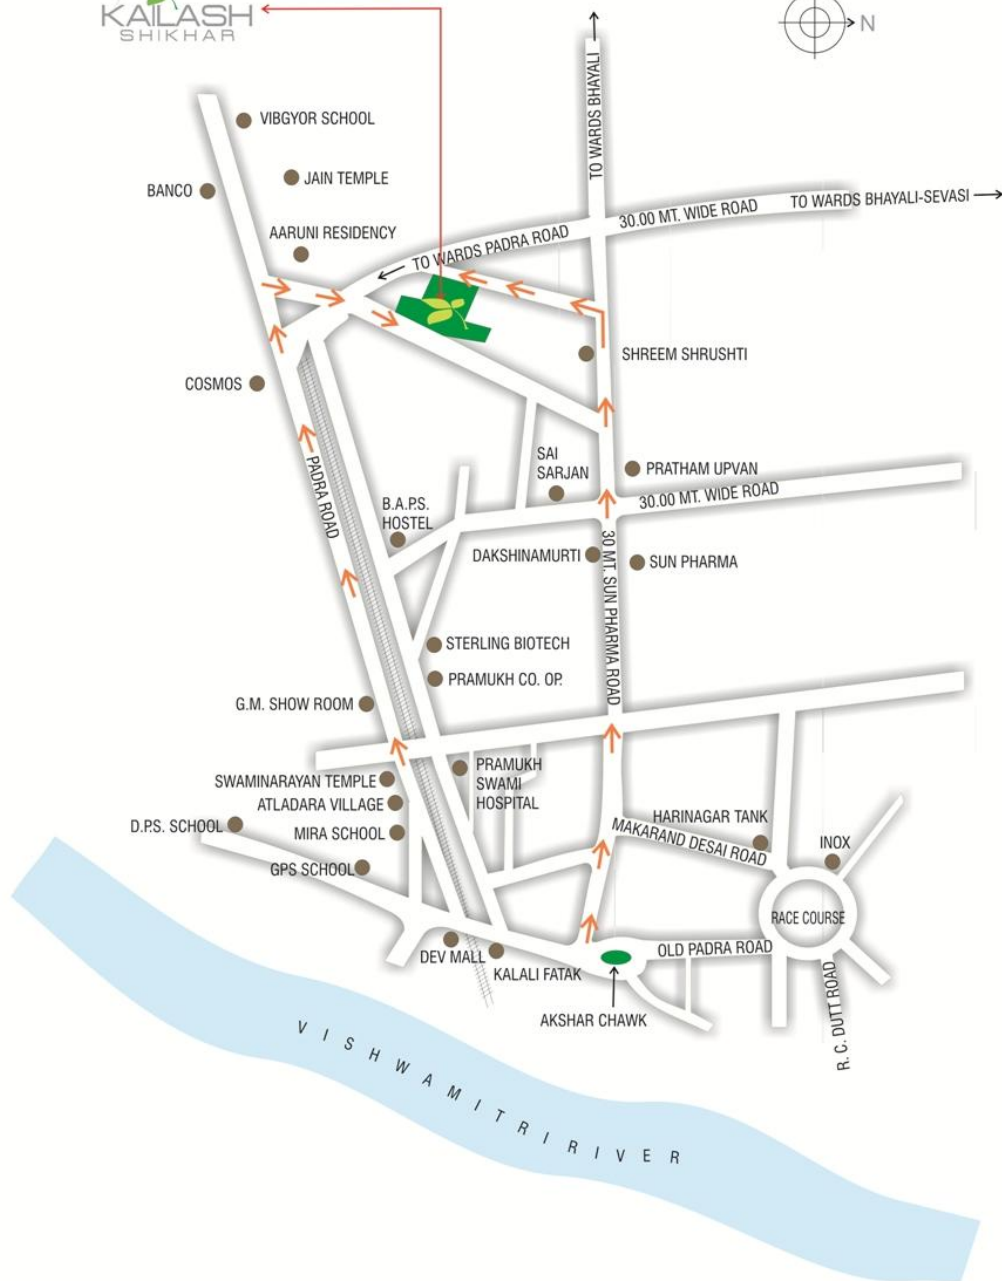 KAILASH
SHIKHAR
N
TO WARDS BHAYALI
VIBGYOR SCHOOL
JAIN TEMPLE
BANCO
TO WARDS BHAYALI-SEVASI
30.00 MT. WIDE ROAD
AARUNI RESIDENCY
TO WARDS PADRA ROAD
SHREEM SHRUSHTI
COSMOS
SAI
SARJAN
PRATHAM UPVAN
PADRA ROAD
30.00 MT. WIDE ROAD
B.A.P.S.
HOSTEL
DAKSHINAMURTI
SUN PHARMA
30 MT. SUN PHARMA ROAD
STERLING BIOTECH
PRAMUKH CO. OP.
G.M. SHOW ROOM
PRAMUKH
SWAMI
HOSPITAL
SWAMINARAYAN TEMPLE
ATLADARA VILLAGE
D.P.S. SCHOOL
MIRA SCHOOL
HARINAGAR TANK
MAKARAND DESAI ROAD
INOX
GPS SCHOOL
RACE COURSE
OLD PADRA ROAD
DEV MALL
KALALI FATAK
AKSHAR CHAWK
R. C. DUTT ROAD
VISHWAMITRI RIVER